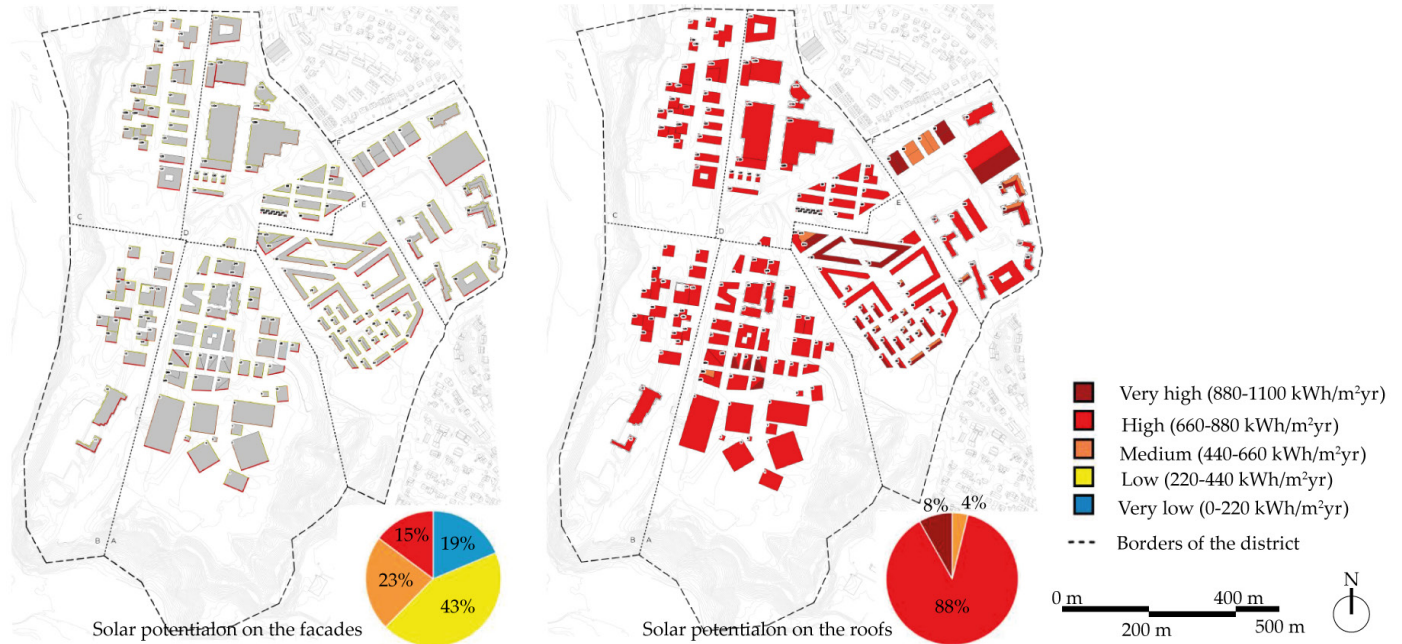 C
D
E
B
A
15%
19%
23%
43%
Solar potentialon on the facades
C
D
E
B
A
8%
4%
88%
Solar potentialon on the roofs
Very high (880-1100 kWh/m²yr)
High (660-880 kWh/m²yr)
Medium (440-660 kWh/m²yr)
Low (220-440 kWh/m²yr)
Very low (0-220 kWh/m²yr)
Borders of the district
0 m
400 m
200 m
500 m
N